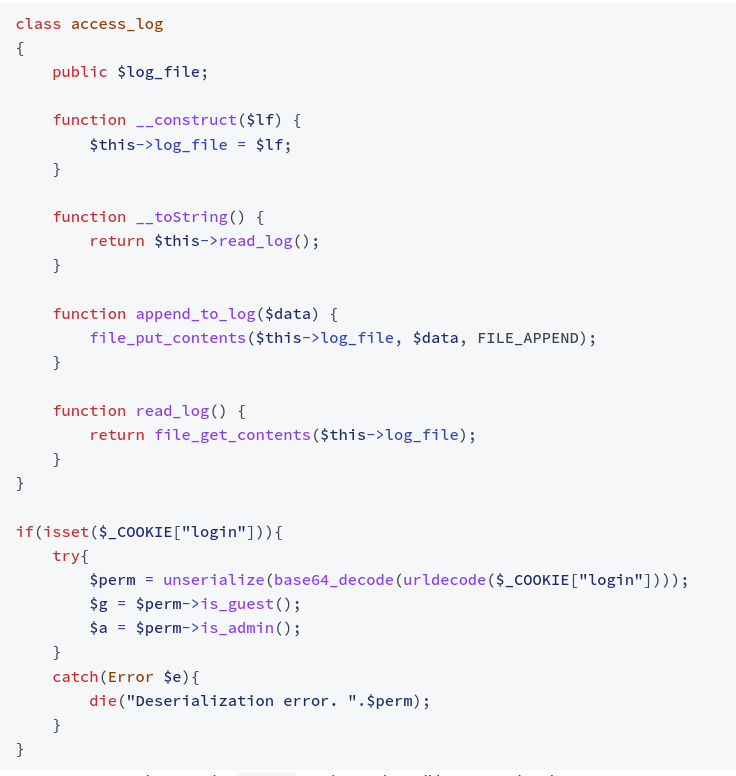 class access_log
{
    public $log_file;

    function __construct($lf) {
        $this->log_file = $lf;
    }

    function __toString() {
        return $this->read_log();
    }

    function append_to_log($data) {
        file_put_contents($this->log_file, $data, FILE_APPEND);
    }

    function read_log() {
        return file_get_contents($this->log_file);
    }
}

if(isset($_COOKIE["login"])){
    try{
        $perm = unserialize(base64_decode(urldecode($_COOKIE["login"])));
        $g = $perm->is_guest();
        $a = $perm->is_admin();
    }
    catch(Error $e){
        die("Deserialization error. ".$perm);
    }
}